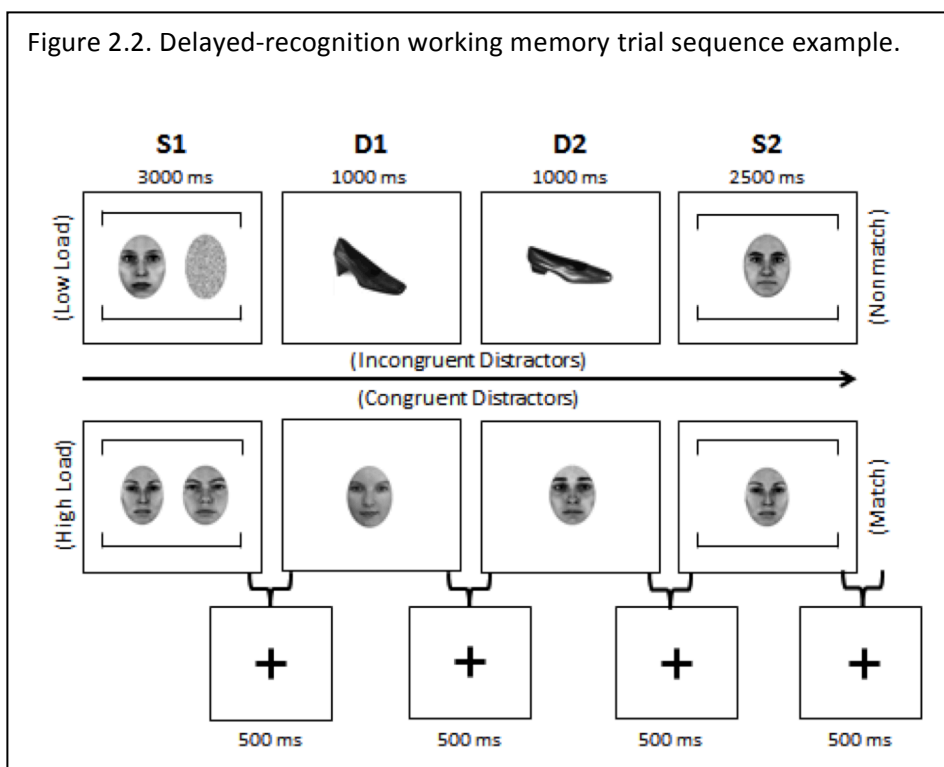 Figure 2.2. Delayed-recognition working memory trial sequence example.
S1 D1 D2 S2
3000 ms 1000 ms 1000 ms 2500 ms
(Low Load)
(Nonmatch)
(Incongruent Distractors)
(Congruent Distractors)
(High Load)
(Match)
+ + + +
500 ms 500 ms 500 ms 500 ms